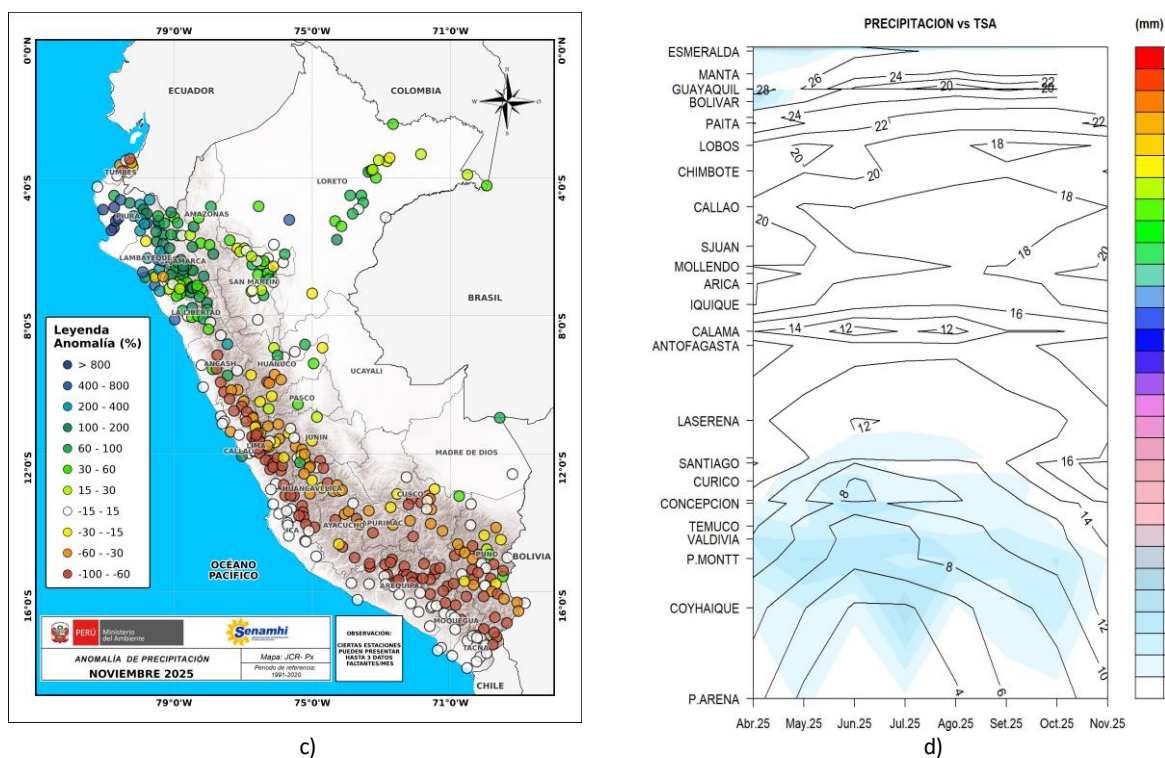 79°0'W 75°0'W 71°0'W
0°0'N
4°0'S
8°0'S
12°0'S
16°0'S
0°0'N
4°0'S
8°0'S
12°0'S
16°0'S
ECUADOR
COLOMBIA
N
W O
S
TUMBES
LORETO
PIURA
AMAZONAS
LAMBAYEQUE
SAN MARTIN
BRASIL
LA LIBERTAD
ANCASH
HUANUCO
UCAYALI
PASCO
JUNIN
LIMA
CALLAO
MADRE DE DIOS
HUANCAVELICA
CUSCO
ICA
AYACUCHO
APURIMAC
PUNO
BOLIVIA
OCÉANO
PACÍFICO
AREQUIPA
MOQUEGUA
TACNA
CHILE
Leyenda
Anomalía (%)
> 800
400 - 800
200 - 400
100 - 200
60 - 100
30 - 60
15 - 30
-15 - 15
-30 - -15
-60 - -30
-100 - -60
PERÚ Ministerio
del Ambiente
Senamhi
ANOMALÍA DE PRECIPITACIÓN
NOVIEMBRE 2025
Mapa: JCR- Px
Periodo de referencia:
1981-2020
OBSERVACIÓN:
CIERTAS ESTACIONES
PUEDEN PRESENTAR
HASTA 3 DATOS
FALTANTES/MES
79°0'W 75°0'W 71°0'W
c)
PRECIPITACION vs TSA
(mm)
ESMERALDA
MANTA
GUAYAQUIL
BOLIVAR
PAITA
LOBOS
CHIMBOTE
CALLAO
SJUAN
MOLLENDO
ARICA
IQUIQUE
CALAMA
ANTOFAGASTA
LASERENA
SANTIAGO
CURICO
CONCEPCION
TEMUCO
VALDIVIA
P.MONTT
COYHAIQUE
P.ARENA
26 24 22
28 20 20
24 22 22
20 18
20 18
20 18 20
16
14 12 12
12
16
8 14
8
12
10
4 6
Abr.25 May.25 Jun.25 Jul.25 Ago.25 Set.25 Oct.25 Nov.25
d)